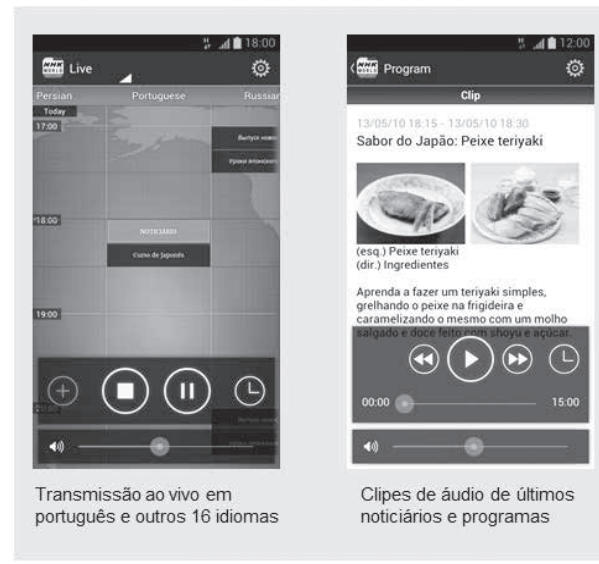 18:00
NHK WORLD Live
Persian Portuguese Russian
Today
17:00
18:00
NOTICIÁRIO
Curso de Japonês
19:00
Transmissão ao vivo em
português e outros 16 idiomas
12:00
NHK WORLD Program
Clip
13/05/10 18:15 - 13/05/10 18:30
Sabor do Japão: Peixe teriyaki
(esq.) Peixe teriyaki
(dir.) Ingredientes
Aprenda a fazer um teriyaki simples,
grelhando o peixe na frigideira e
caramelizando o mesmo com um molho
salgado e doce feito com shoyu e açúcar.
00:00 15:00
Clipes de áudio de últimos
noticiários e programas